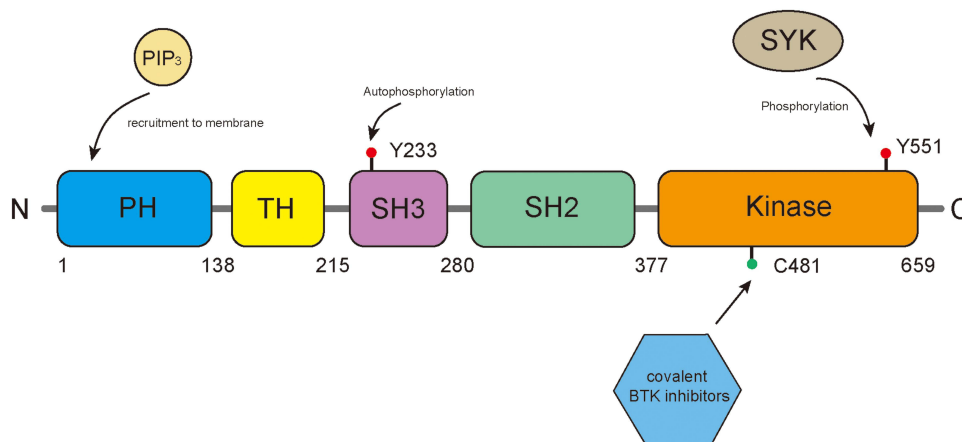 SYK
PIP₃
Autophosphorylation
Phosphorylation
recruitment to membrane
Y233
Y551
N
PH
TH
SH3
SH2
Kinase
C
1
138
215
280
377
C481
659
covalent
BTK inhibitors